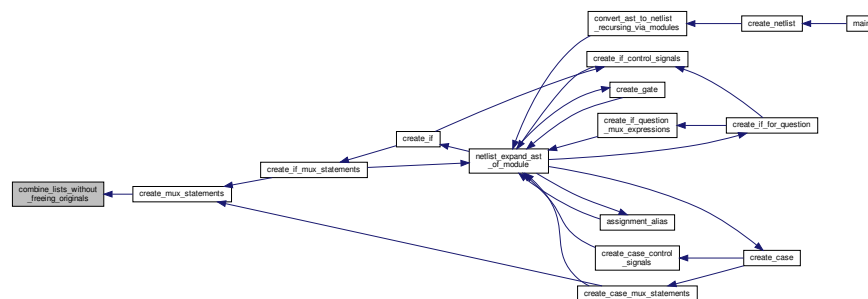 convert_ast_to_netlist
_recursing_via_modules
create_netlist
main
create_if_control_signals
create_gate
create_if_question
_mux_expressions
create_if_for_question
create_if
netlist_expand_ast
_of_module
create_if_mux_statements
combine_lists_without
_freeing_originals
create_mux_statements
assignment_alias
create_case_control
_signals
create_case
create_case_mux_statements